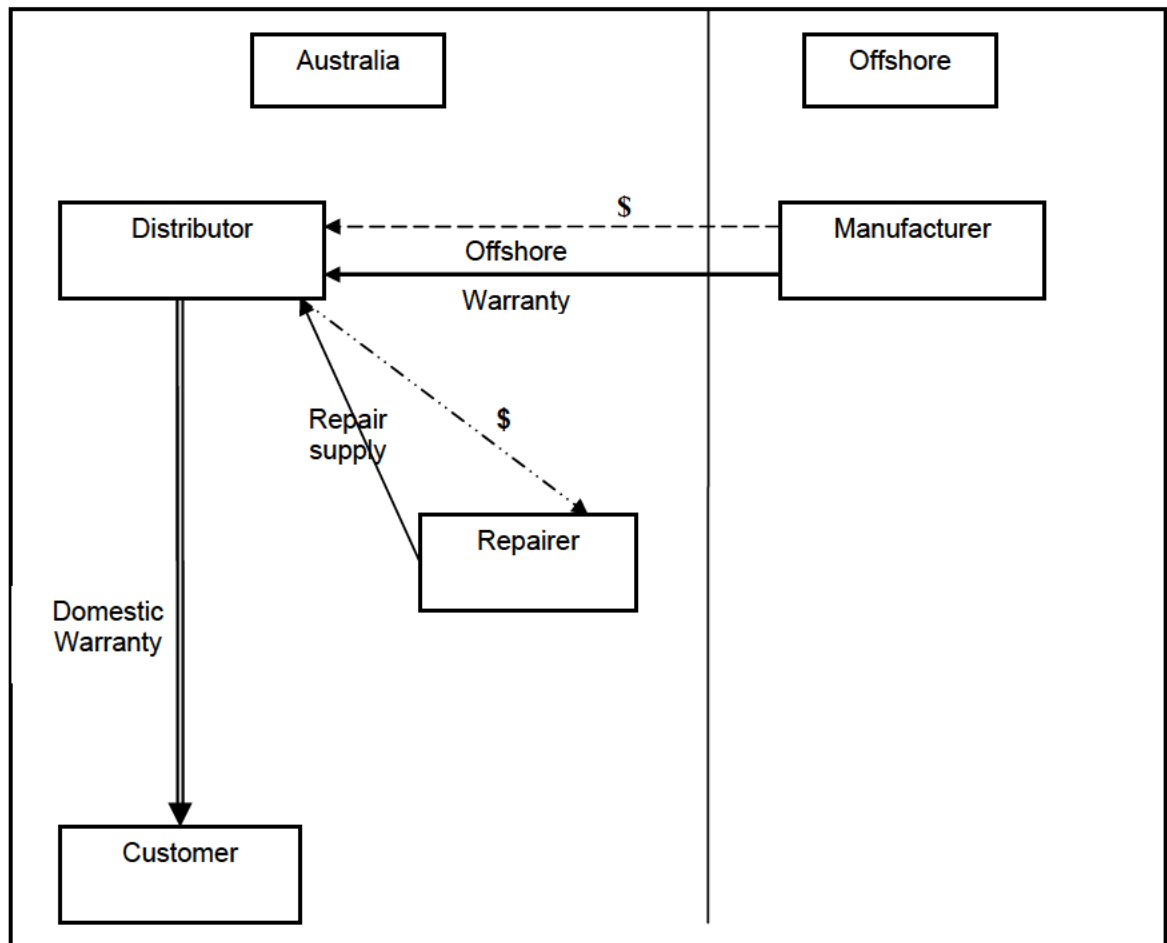 Australia
Offshore
Distributor
$
Manufacturer
Offshore
Warranty
Repair
supply
$
Repairer
Domestic
Warranty
Customer